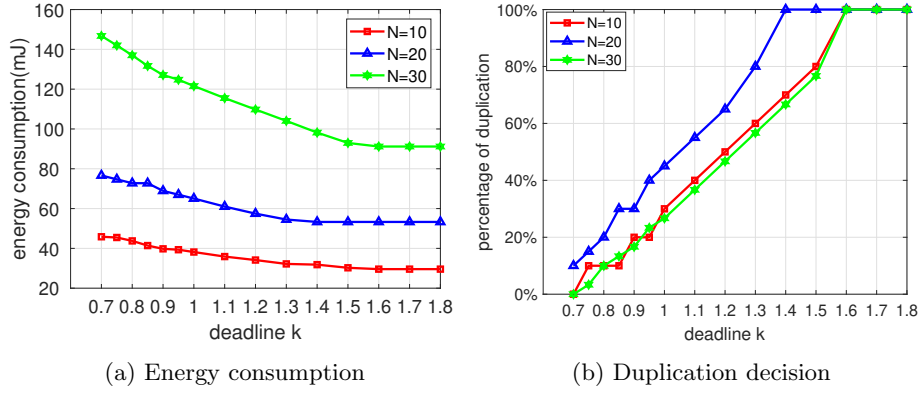 160
140
120
100
80
60
40
20
energy consumption(mJ)
N=10
N=20
N=30
0.7 0.8 0.9 1 1.1 1.2 1.3 1.4 1.5 1.6 1.7 1.8
deadline k
(a) Energy consumption
100%
80%
60%
40%
20%
0%
percentage of duplication
N=10
N=20
N=30
0.7 0.8 0.9 1 1.1 1.2 1.3 1.4 1.5 1.6 1.7 1.8
deadline k
(b) Duplication decision